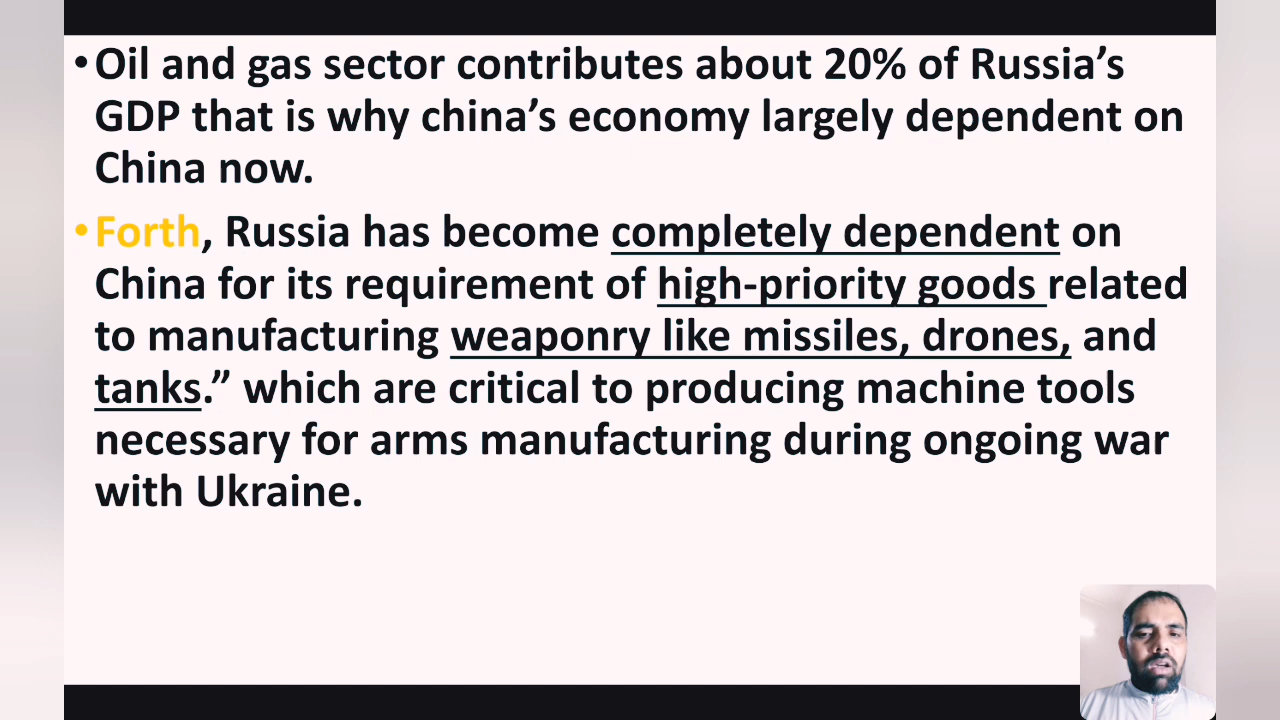 •Oil and gas sector contributes about 20% of Russia’s
GDP that is why china’s economy largely dependent on
China now.
•Forth, Russia has become completely dependent on
China for its requirement of high-priority goods related
to manufacturing weaponry like missiles, drones, and
tanks.” which are critical to producing machine tools
necessary for arms manufacturing during ongoing war
with Ukraine.